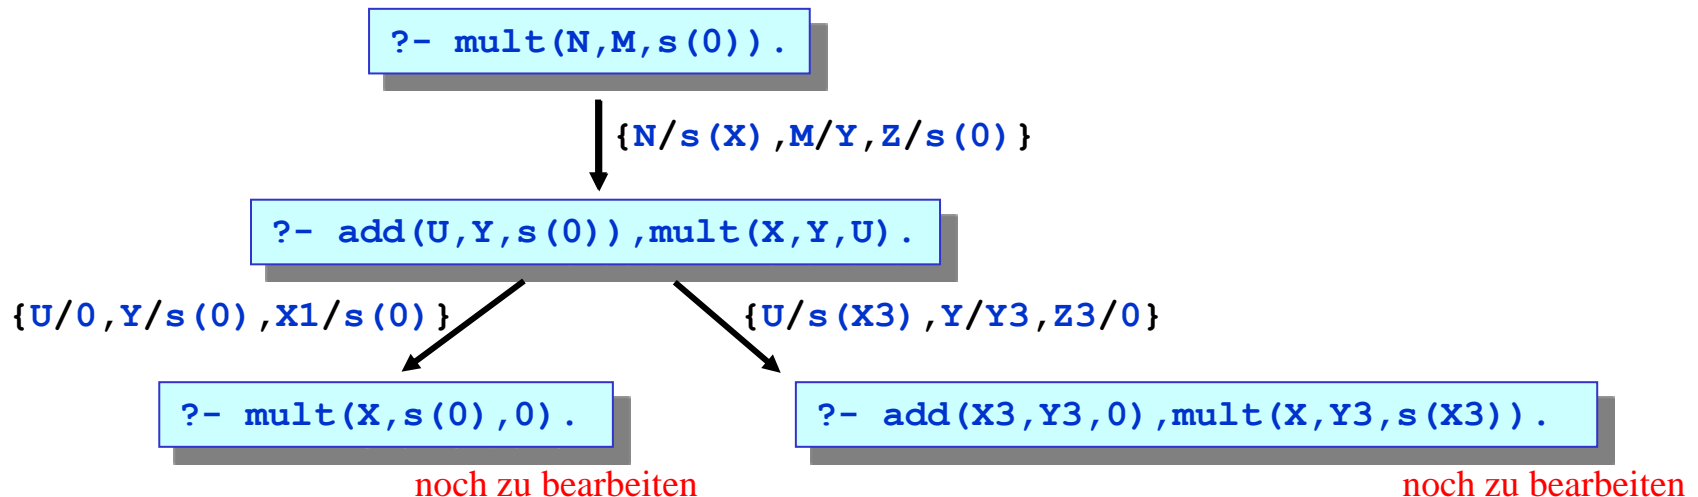 ?- mult(N,M,s(0)).
{N/s(X),M/Y,Z/s(0)}
?- add(U,Y,s(0)),mult(X,Y,U).
{U/0,Y/s(0),X1/s(0)}
{U/s(X3),Y/Y3,Z3/0}
?- mult(X,s(0),0).
?- add(X3,Y3,0),mult(X,Y3,s(X3)).
noch zu bearbeiten
noch zu bearbeiten